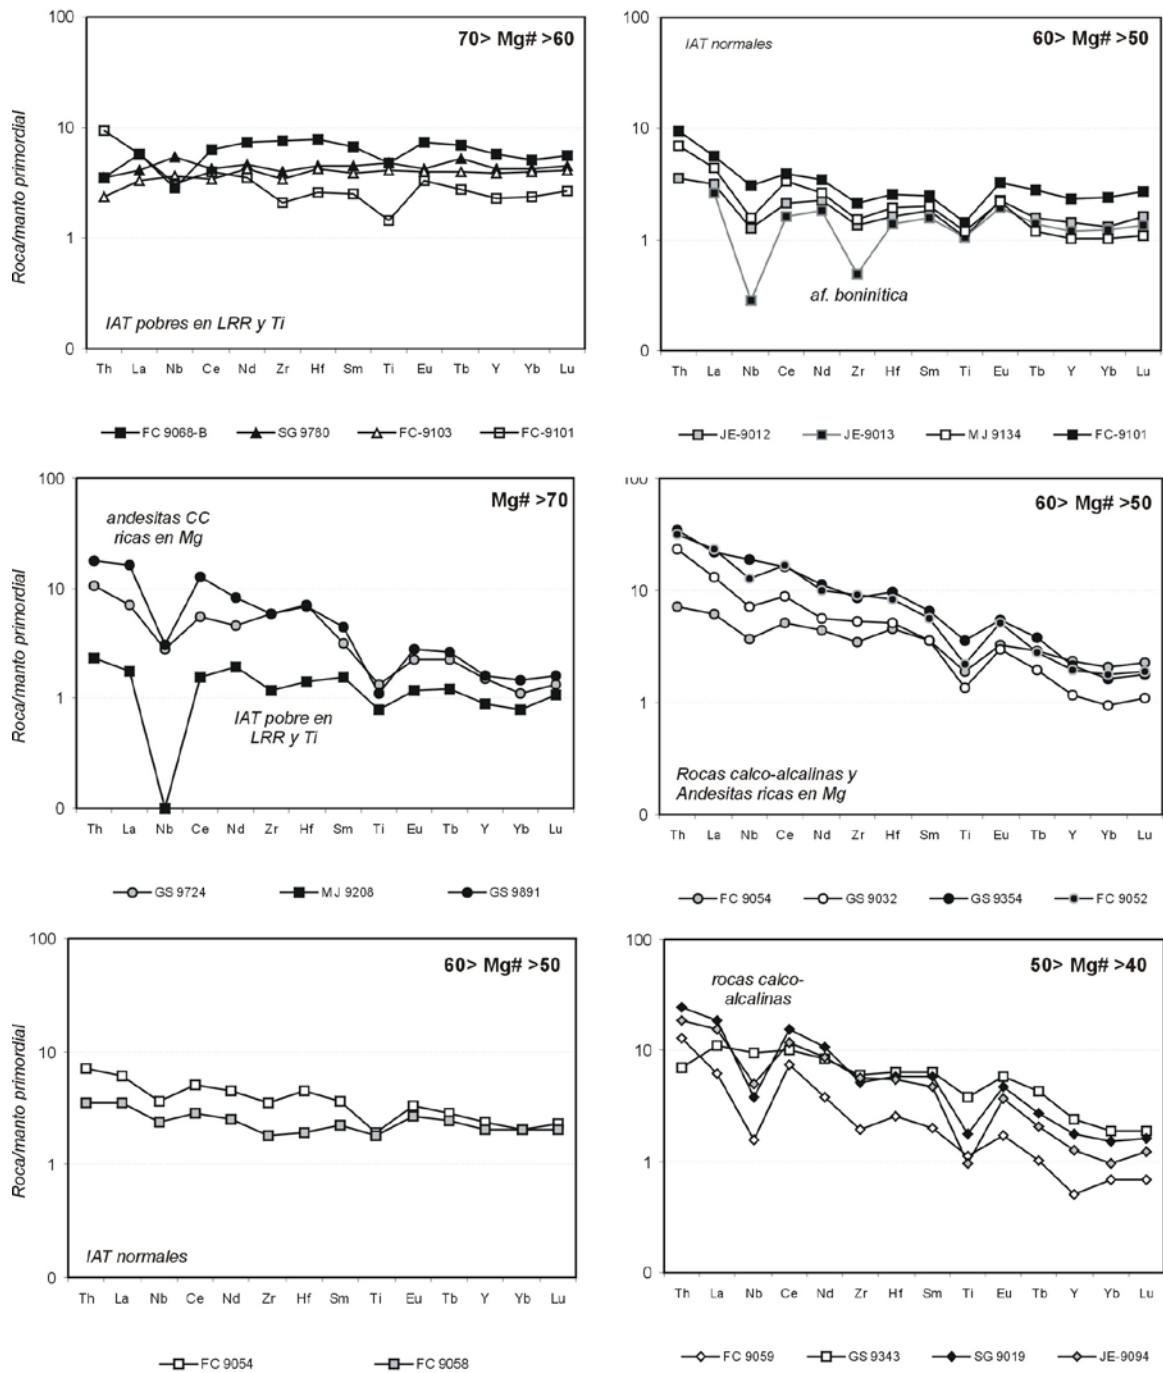 Roca/manto primordial
100
10
1
0
70> Mg# >60
IAT pobres en LRR y Ti
Th La Nb Ce Nd Zr Hf Sm Ti Eu Tb Y Yb Lu
FC 9068-B SG 9780 FC-9103 FC-9101
100
10
1
0
IAT normales
60> Mg# >50
af. boninítica
Th La Nb Ce Nd Zr Hf Sm Ti Eu Tb Y Yb Lu
JE-9012 JE-9013 MJ 9134 FC-9101
Roca/manto primordial
100
10
1
0
Mg# >70
andesitas CC
ricas en Mg
IAT pobre en
LRR y Ti
Th La Nb Ce Nd Zr Hf Sm Ti Eu Tb Y Yb Lu
GS 9724 MJ 9208 GS 9891
100
10
1
0
60> Mg# >50
Rocas calco-alcalinas y
Andesitas ricas en Mg
Th La Nb Ce Nd Zr Hf Sm Ti Eu Tb Y Yb Lu
FC 9054 GS 9032 GS 9354 FC 9052
Roca/manto primordial
100
10
1
0
60> Mg# >50
IAT normales
Th La Nb Ce Nd Zr Hf Sm Ti Eu Tb Y Yb Lu
FC 9054 FC 9058
100
10
1
0
50> Mg# >40
rocas calco-
alcalinas
Th La Nb Ce Nd Zr Hf Sm Ti Eu Tb Y Yb Lu
FC 9059 GS 9343 SG 9019 JE-9094